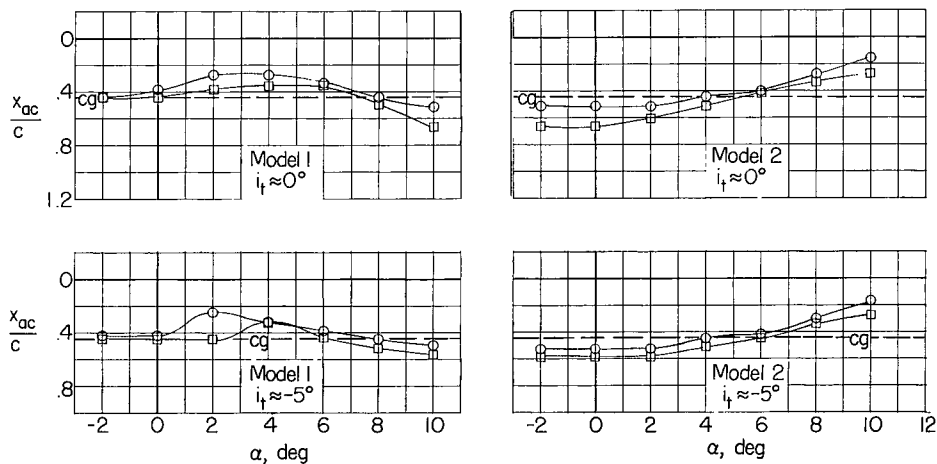 0
.4
cg
x_ac
c
.8
1.2
Model 1
i_t≈0°
cg
Model 2
i_t≈0°
0
x_ac
c
.4
cg
.8
Model 1
i_t≈-5°
cg
Model 2
i_t≈-5°
-2 0 2 4 6 8 10
α, deg
-2 0 2 4 6 8 10 12
α, deg